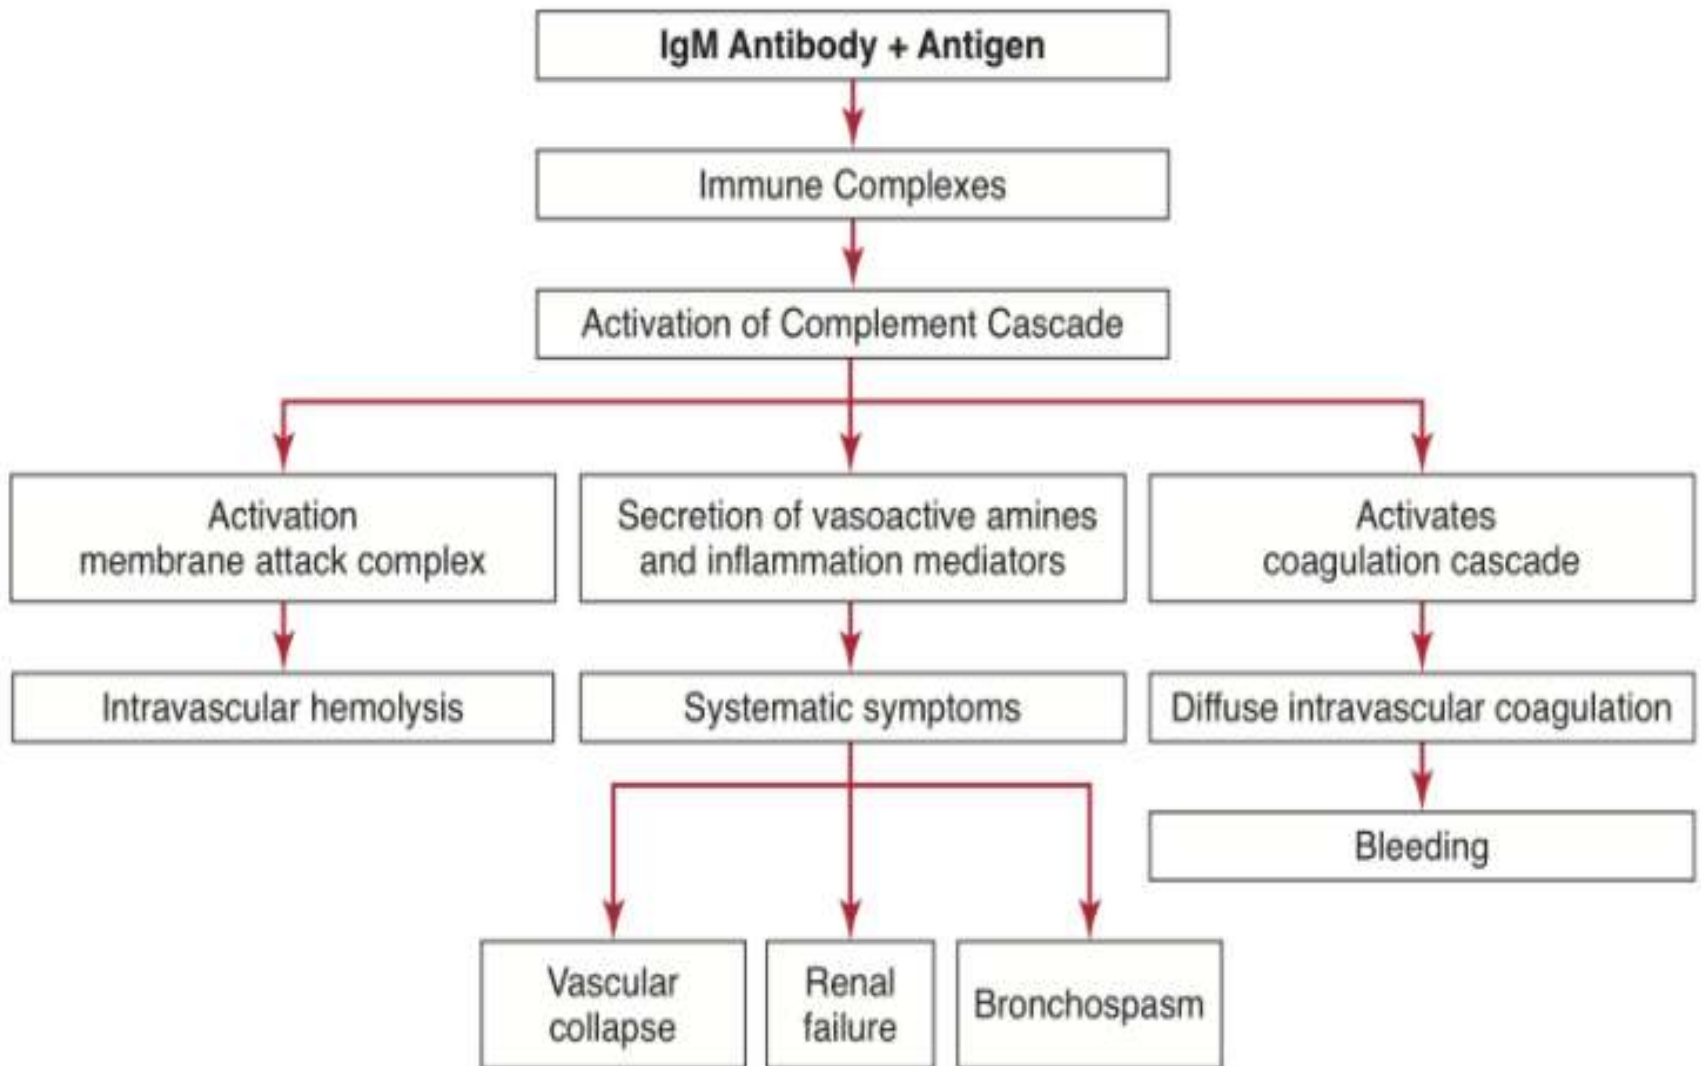 IgM Antibody + Antigen
Immune Complexes
Activation of Complement Cascade
Activation
membrane attack complex
Secretion of vasoactive amines
and inflammation mediators
Activates
coagulation cascade
Intravascular hemolysis
Systematic symptoms
Diffuse intravascular coagulation
Bleeding
Vascular
collapse
Renal
failure
Bronchospasm